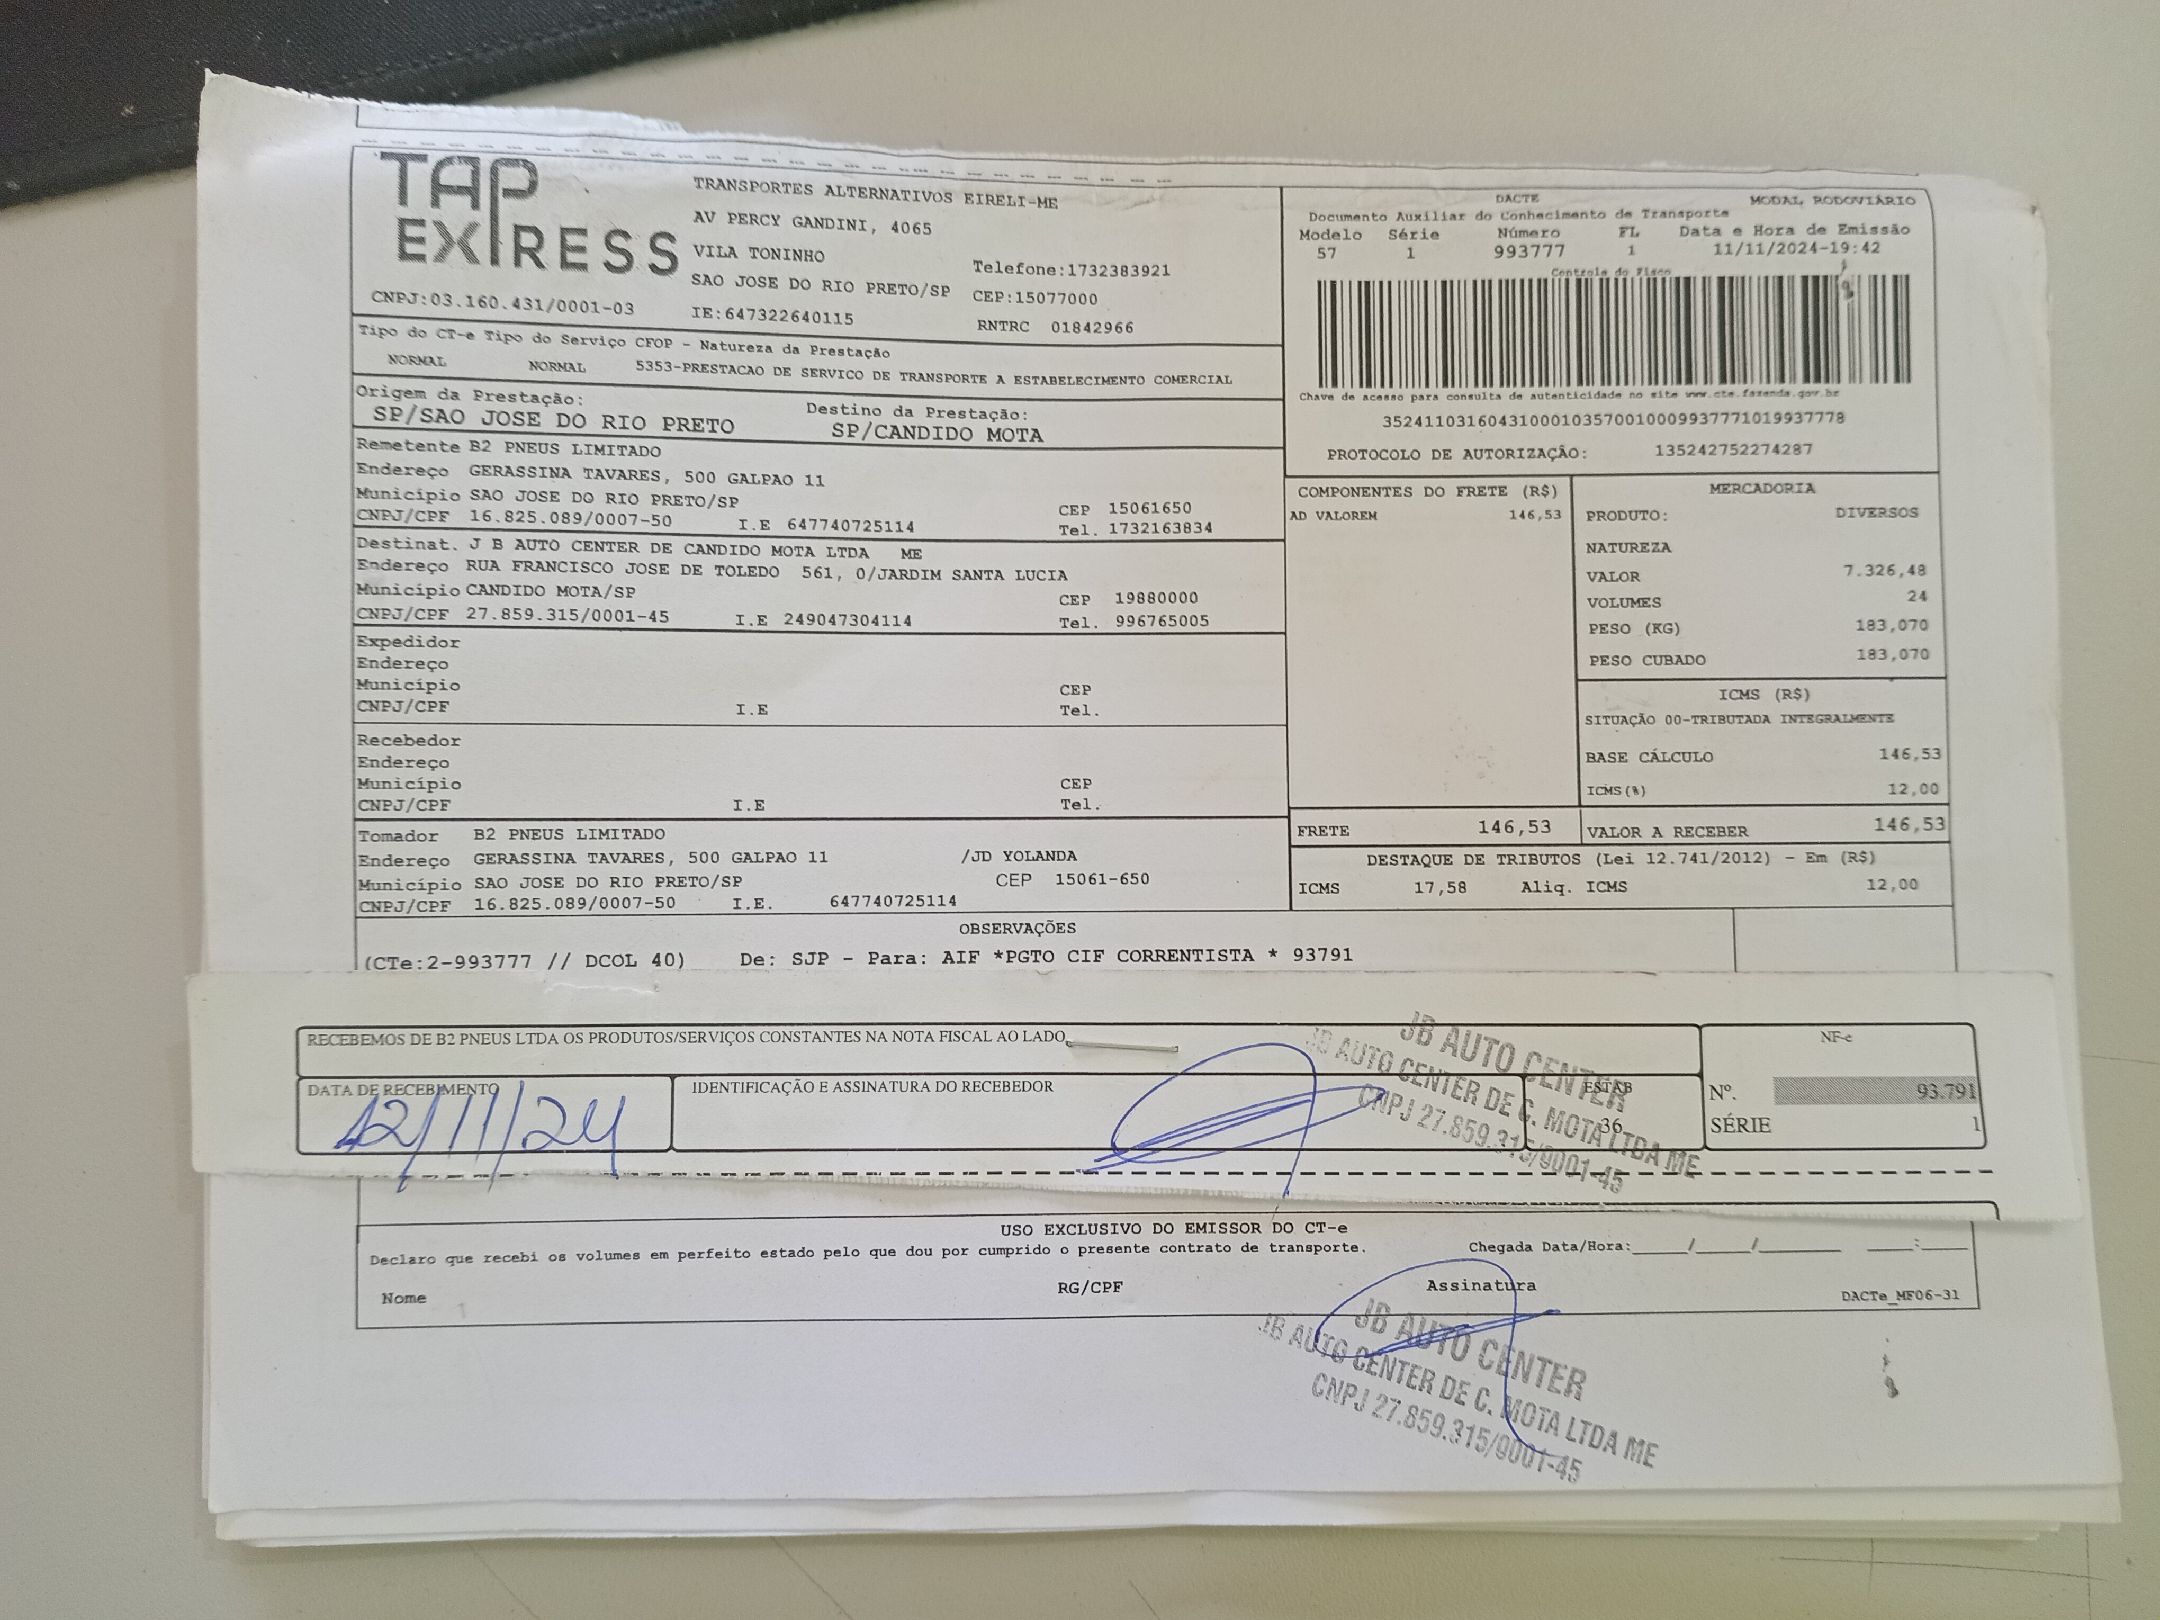 TAP EXPRESS
TRANSPORTES ALTERNATIVOS EIRELI-ME
AV PERCY GANDINI, 4065
VILA TONINHO
Telefone:1732383921
SAO JOSE DO RIO PRETO/SP CEP:15077000
CNPJ:03.160.431/0001-03 IE:647322640115 RNTRC 01842966
DACTE MODAL RODOVIÁRIO
Documento Auxiliar do Conhecimento de Transporte
Modelo Série Número FL Data e Hora de Emissão
57 1 993777 1 11/11/2024-19:42
Controle do Fisco
Chave de acesso para consulta de autenticidade no site www.cte.fazenda.gov.br
35241103160431000103570010009937771019937778
PROTOCOLO DE AUTORIZAÇÃO: 135242752274287
Tipo do CT-e Tipo do Serviço CFOP - Natureza da Prestação
NORMAL NORMAL 5353-PRESTACAO DE SERVICO DE TRANSPORTE A ESTABELECIMENTO COMERCIAL
Origem da Prestação: Destino da Prestação:
SP/SAO JOSE DO RIO PRETO SP/CANDIDO MOTA
Remetente B2 PNEUS LIMITADO
Endereço GERASSINA TAVARES, 500 GALPAO 11
Município SAO JOSE DO RIO PRETO/SP CEP 15061650
CNPJ/CPF 16.825.089/0007-50 I.E 647740725114 Tel. 1732163834
Destinat. J B AUTO CENTER DE CANDIDO MOTA LTDA ME
Endereço RUA FRANCISCO JOSE DE TOLEDO 561, 0/JARDIM SANTA LUCIA
Município CANDIDO MOTA/SP CEP 19880000
CNPJ/CPF 27.859.315/0001-45 I.E 249047304114 Tel. 996765005
Expedidor
Endereço
Município CEP
CNPJ/CPF I.E Tel.
Recebedor
Endereço
Município CEP
CNPJ/CPF I.E Tel.
Tomador B2 PNEUS LIMITADO
Endereço GERASSINA TAVARES, 500 GALPAO 11 /JD YOLANDA
Município SAO JOSE DO RIO PRETO/SP CEP 15061-650
CNPJ/CPF 16.825.089/0007-50 I.E. 647740725114
COMPONENTES DO FRETE (R$)
AD VALOREM 146,53
MERCADORIA
PRODUTO: DIVERSOS
NATUREZA
VALOR 7.326,48
VOLUMES 24
PESO (KG) 183,070
PESO CUBADO 183,070
ICMS (R$)
SITUAÇÃO 00-TRIBUTADA INTEGRALMENTE
BASE CÁLCULO 146,53
ICMS(%) 12,00
FRETE 146,53 VALOR A RECEBER 146,53
DESTAQUE DE TRIBUTOS (Lei 12.741/2012) - Em (R$)
ICMS 17,58 Aliq. ICMS 12,00
OBSERVAÇÕES
(CTe:2-993777 // DCOL 40) De: SJP - Para: AIF *PGTO CIF CORRENTISTA * 93791
RECEBEMOS DE B2 PNEUS LTDA OS PRODUTOS/SERVIÇOS CONSTANTES NA NOTA FISCAL AO LADO
NF-e
DATA DE RECEBIMENTO IDENTIFICAÇÃO E ASSINATURA DO RECEBEDOR ESTAB Nº. 93.791
12/11/24 36 SÉRIE 1
JB AUTO CENTER
JB AUTO CENTER DE C. MOTA LTDA ME
CNPJ 27.859.315/0001-45
USO EXCLUSIVO DO EMISSOR DO CT-e
Declaro que recebi os volumes em perfeito estado pelo que dou por cumprido o presente contrato de transporte. Chegada Data/Hora:_____/_____/_______ ____:____
Nome RG/CPF Assinatura DACTe_MF06-31
JB AUTO CENTER
JB AUTO CENTER DE C. MOTA LTDA ME
CNPJ 27.859.315/0001-45